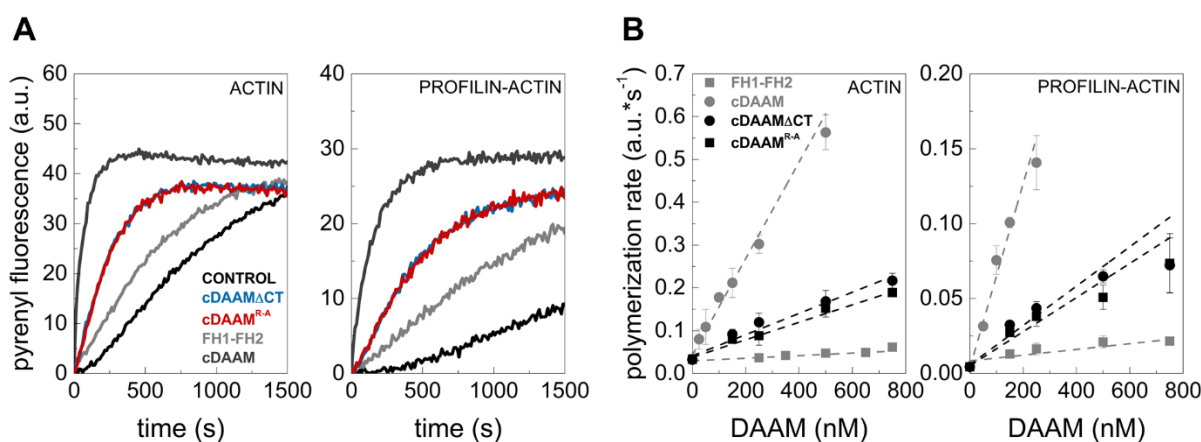 A
B
pyrenyl fluorescence (a.u.)
60
50
40
30
20
10
0
ACTIN
CONTROL
cDAAMΔCT
cDAAM^R-A
FH1-FH2
cDAAM
0 500 1000 1500
time (s)
40
30
20
10
0
PROFILIN-ACTIN
0 500 1000 1500
time (s)
polymerization rate (a.u.*s⁻¹)
0.7
0.6
0.5
0.4
0.3
0.2
0.1
0.0
ACTIN
FH1-FH2
cDAAM
cDAAMΔCT
cDAAM^R-A
0 200 400 600 800
DAAM (nM)
0.20
0.15
0.10
0.05
0.00
PROFILIN-ACTIN
0 200 400 600 800
DAAM (nM)